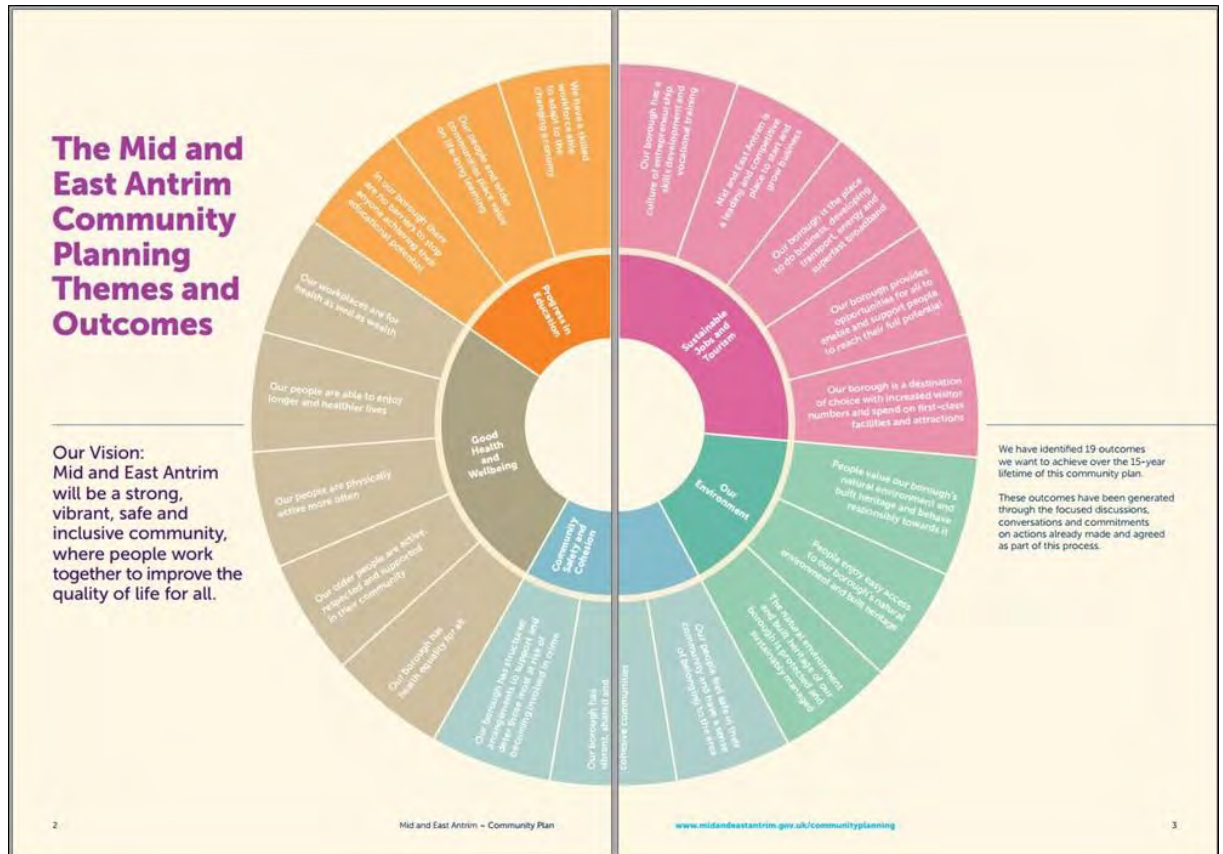 The Mid and
East Antrim
Community
Planning
Themes and
Outcomes
Our Vision:
Mid and East Antrim
will be a strong,
vibrant, safe and
inclusive community,
where people work
together to improve the
quality of life for all.
We have a skilled
workforce able
to adapt to the
changing economy
Our people and wider
communities place value
on life-long learning
In our borough there
are no barriers to stop
anyone achieving their
educational potential
Our workplaces are for
health as well as wealth
Our people are able to enjoy
longer and healthier lives
Our people are physically
active more often
Our older people are active,
respected and supported
in their community
Our borough has
health equality for all
Our borough has structured
arrangements to support and
deter those most at risk of
becoming involved in crime
Our borough has
vibrant, shared and
cohesive communities
Our people feel safe in their
community and have a sense
of belonging to the area
The natural environment
and built heritage of our
borough is protected and
sustainably managed
People enjoy easy access
to our borough's natural
environment and built heritage
People value our borough's
natural environment and
built heritage and behave
responsibly towards it
Our borough is a destination
of choice with increased visitor
numbers and spend on first-class
facilities and attractions
Our borough provides
opportunities for all to
enable and support people
to reach their full potential
Our borough is the place
to do business, developing
transport, energy and
superfast broadband
Mid and East Antrim is
a leading and competitive
place to start and
grow business
Our borough has a
culture of entrepreneurship,
skills development and
vocational training
Progress in
Education
Sustainable
Jobs and
Tourism
Good
Health
and
Wellbeing
Our
Environment
Community
Safety and
Cohesion
We have identified 19 outcomes
we want to achieve over the 15-year
lifetime of this community plan.
These outcomes have been generated
through the focused discussions,
conversations and commitments
on actions already made and agreed
as part of this process.
2
Mid and East Antrim – Community Plan
www.midandeastantrim.gov.uk/communityplanning
3